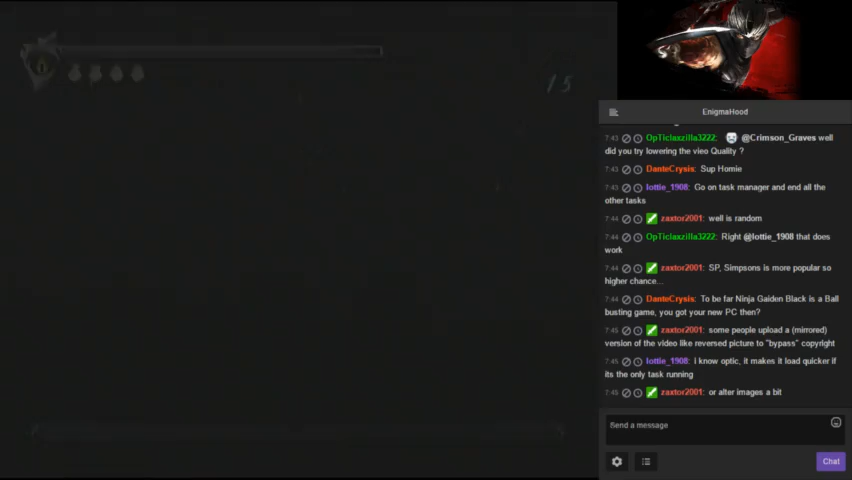 15
EnigmaHood
7:43 OpTiclaxzilla3222: @Crimson_Graves well
did you try lowering the vieo Quality ?
7:43 DanteCrysis: Sup Homie
7:43 lottie_1908: Go on task manager and end all the
other tasks
7:44 zaxtor2001: well is random
7:44 OpTiclaxzilla3222: Right @lottie_1908 that does
work
7:44 zaxtor2001: SP, Simpsons is more popular so
higher chance...
7:44 DanteCrysis: To be far Ninja Gaiden Black is a Ball
busting game, you got your new PC then?
7:45 zaxtor2001: some people upload a (mirrored)
version of the video like reversed picture to "bypass" copyright
7:45 lottie_1908: i know optic, it makes it load quicker if
its the only task running
7:45 zaxtor2001: or alter images a bit
Send a message
Chat